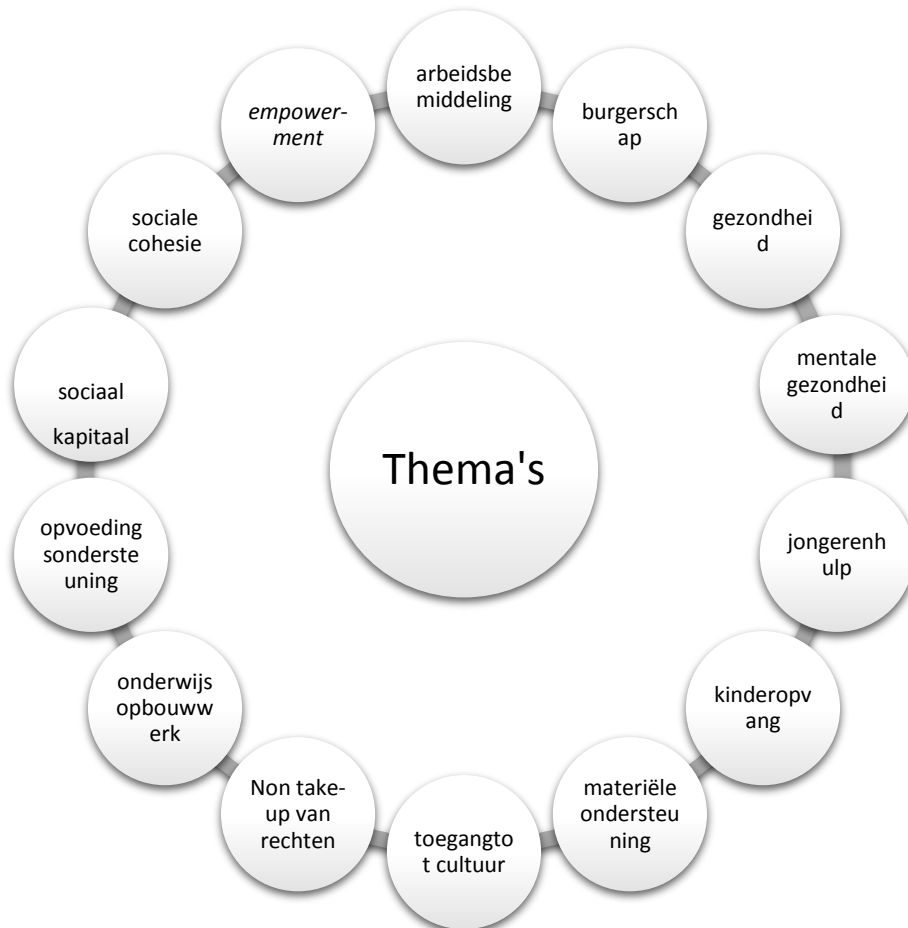 arbeidsbe
middeling
burgersch
ap
gezondhei
d
mentale
gezondhei
d
jongerenh
ulp
kinderopv
ang
materiële
ondersteu
ning
toegangto
t cultuur
Non take-
up van
rechten
onderwijs
opbouww
erk
opvoeding
sonderste
uning
sociaal
kapitaal
sociale
cohesie
empower-
ment
Thema's